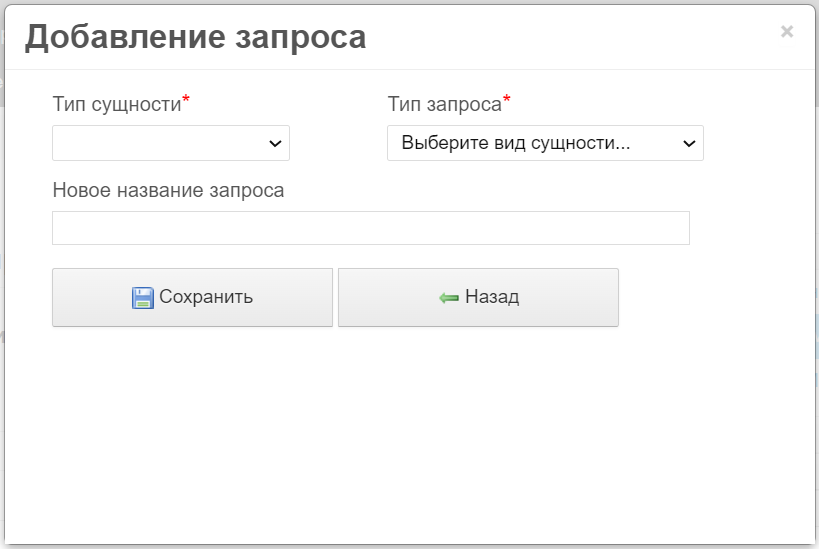 Добавление запроса
×
Тип сущности*
Тип запроса*
Выберите вид сущности...
Новое название запроса
Сохранить
Назад